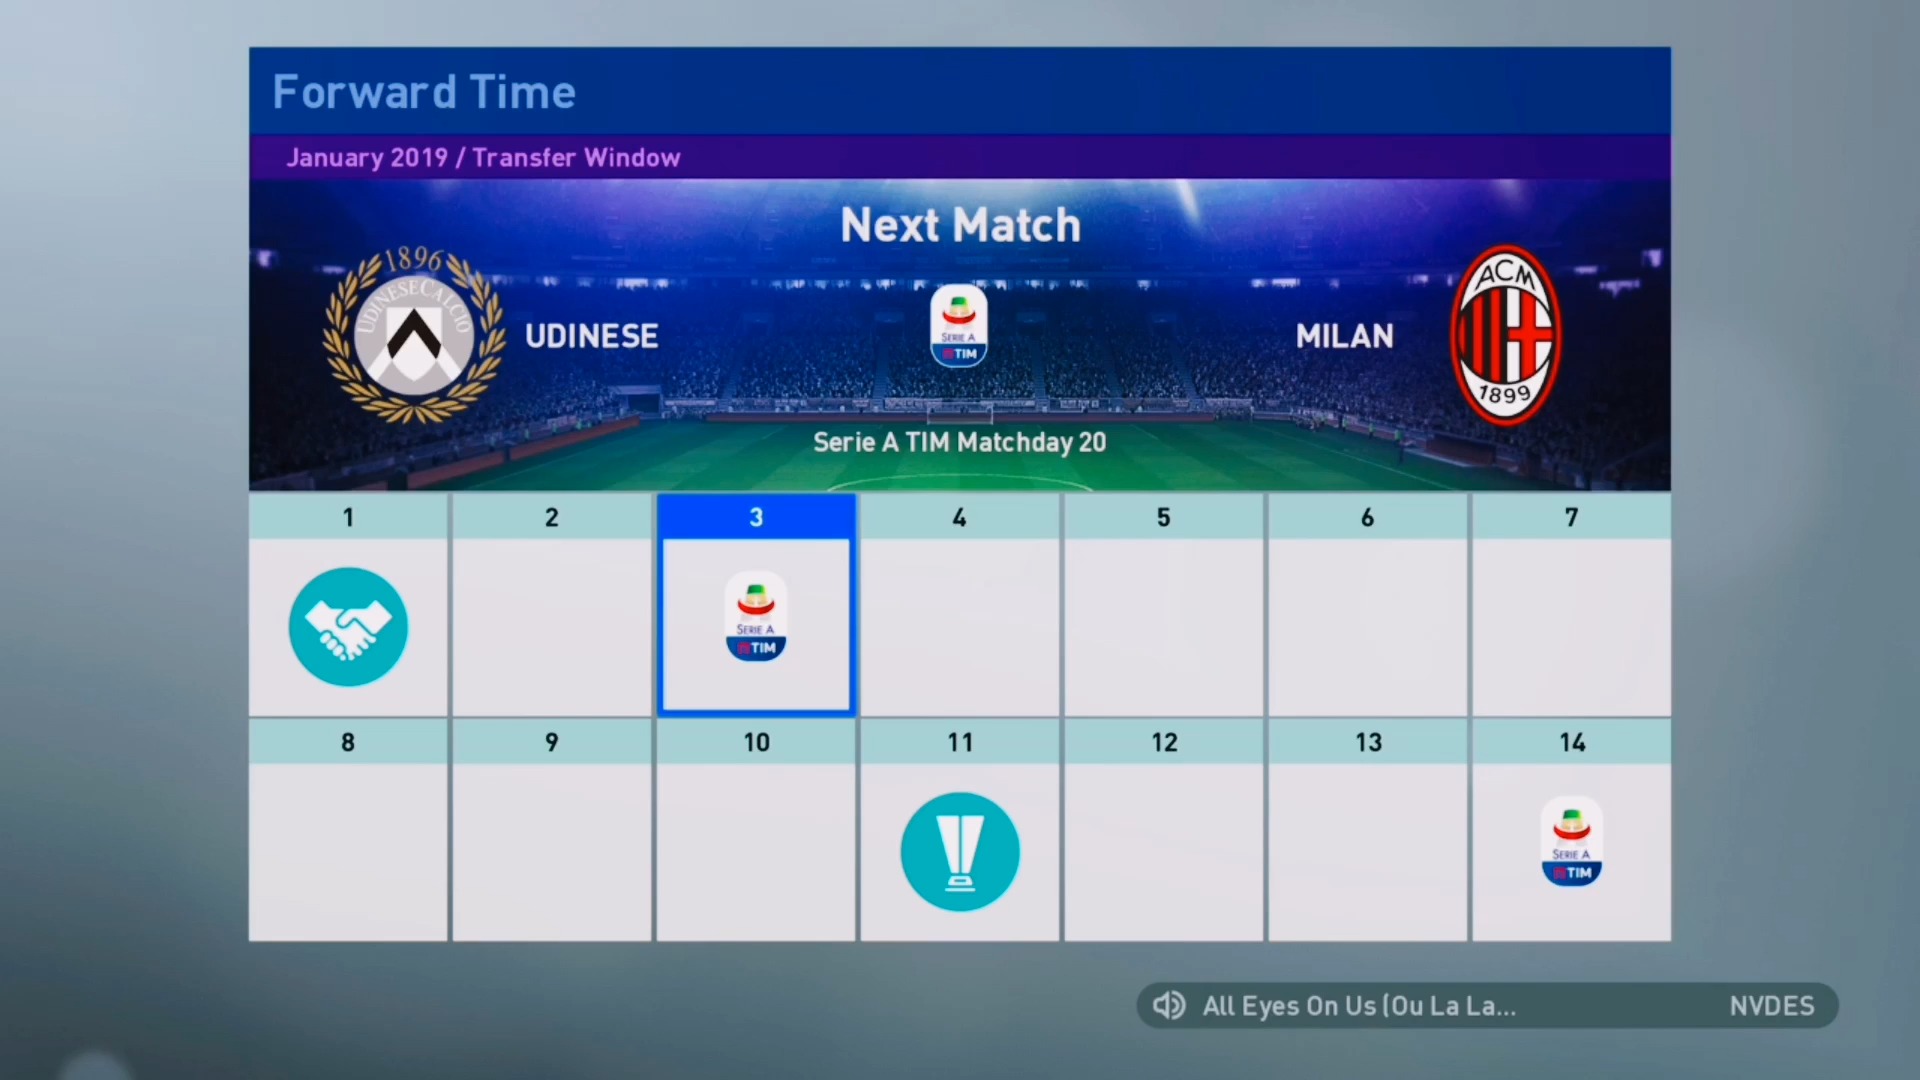 Forward Time
January 2019 / Transfer Window
Next Match
1896
UDINESE CALCIO
UDINESE
SERIE A
TIM
MILAN
ACM
1899
Serie A TIM Matchday 20
1 2 3 4 5 6 7
SERIE A
TIM
8 9 10 11 12 13 14
SERIE A
TIM
All Eyes On Us (Ou La La... NVDES